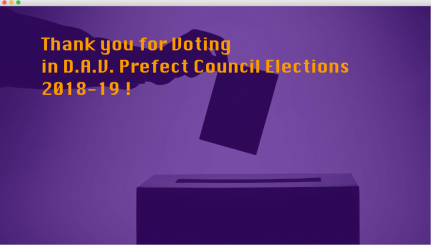 Thank you for Voting
in D.A.V. Prefect Council Elections
2018-19 !